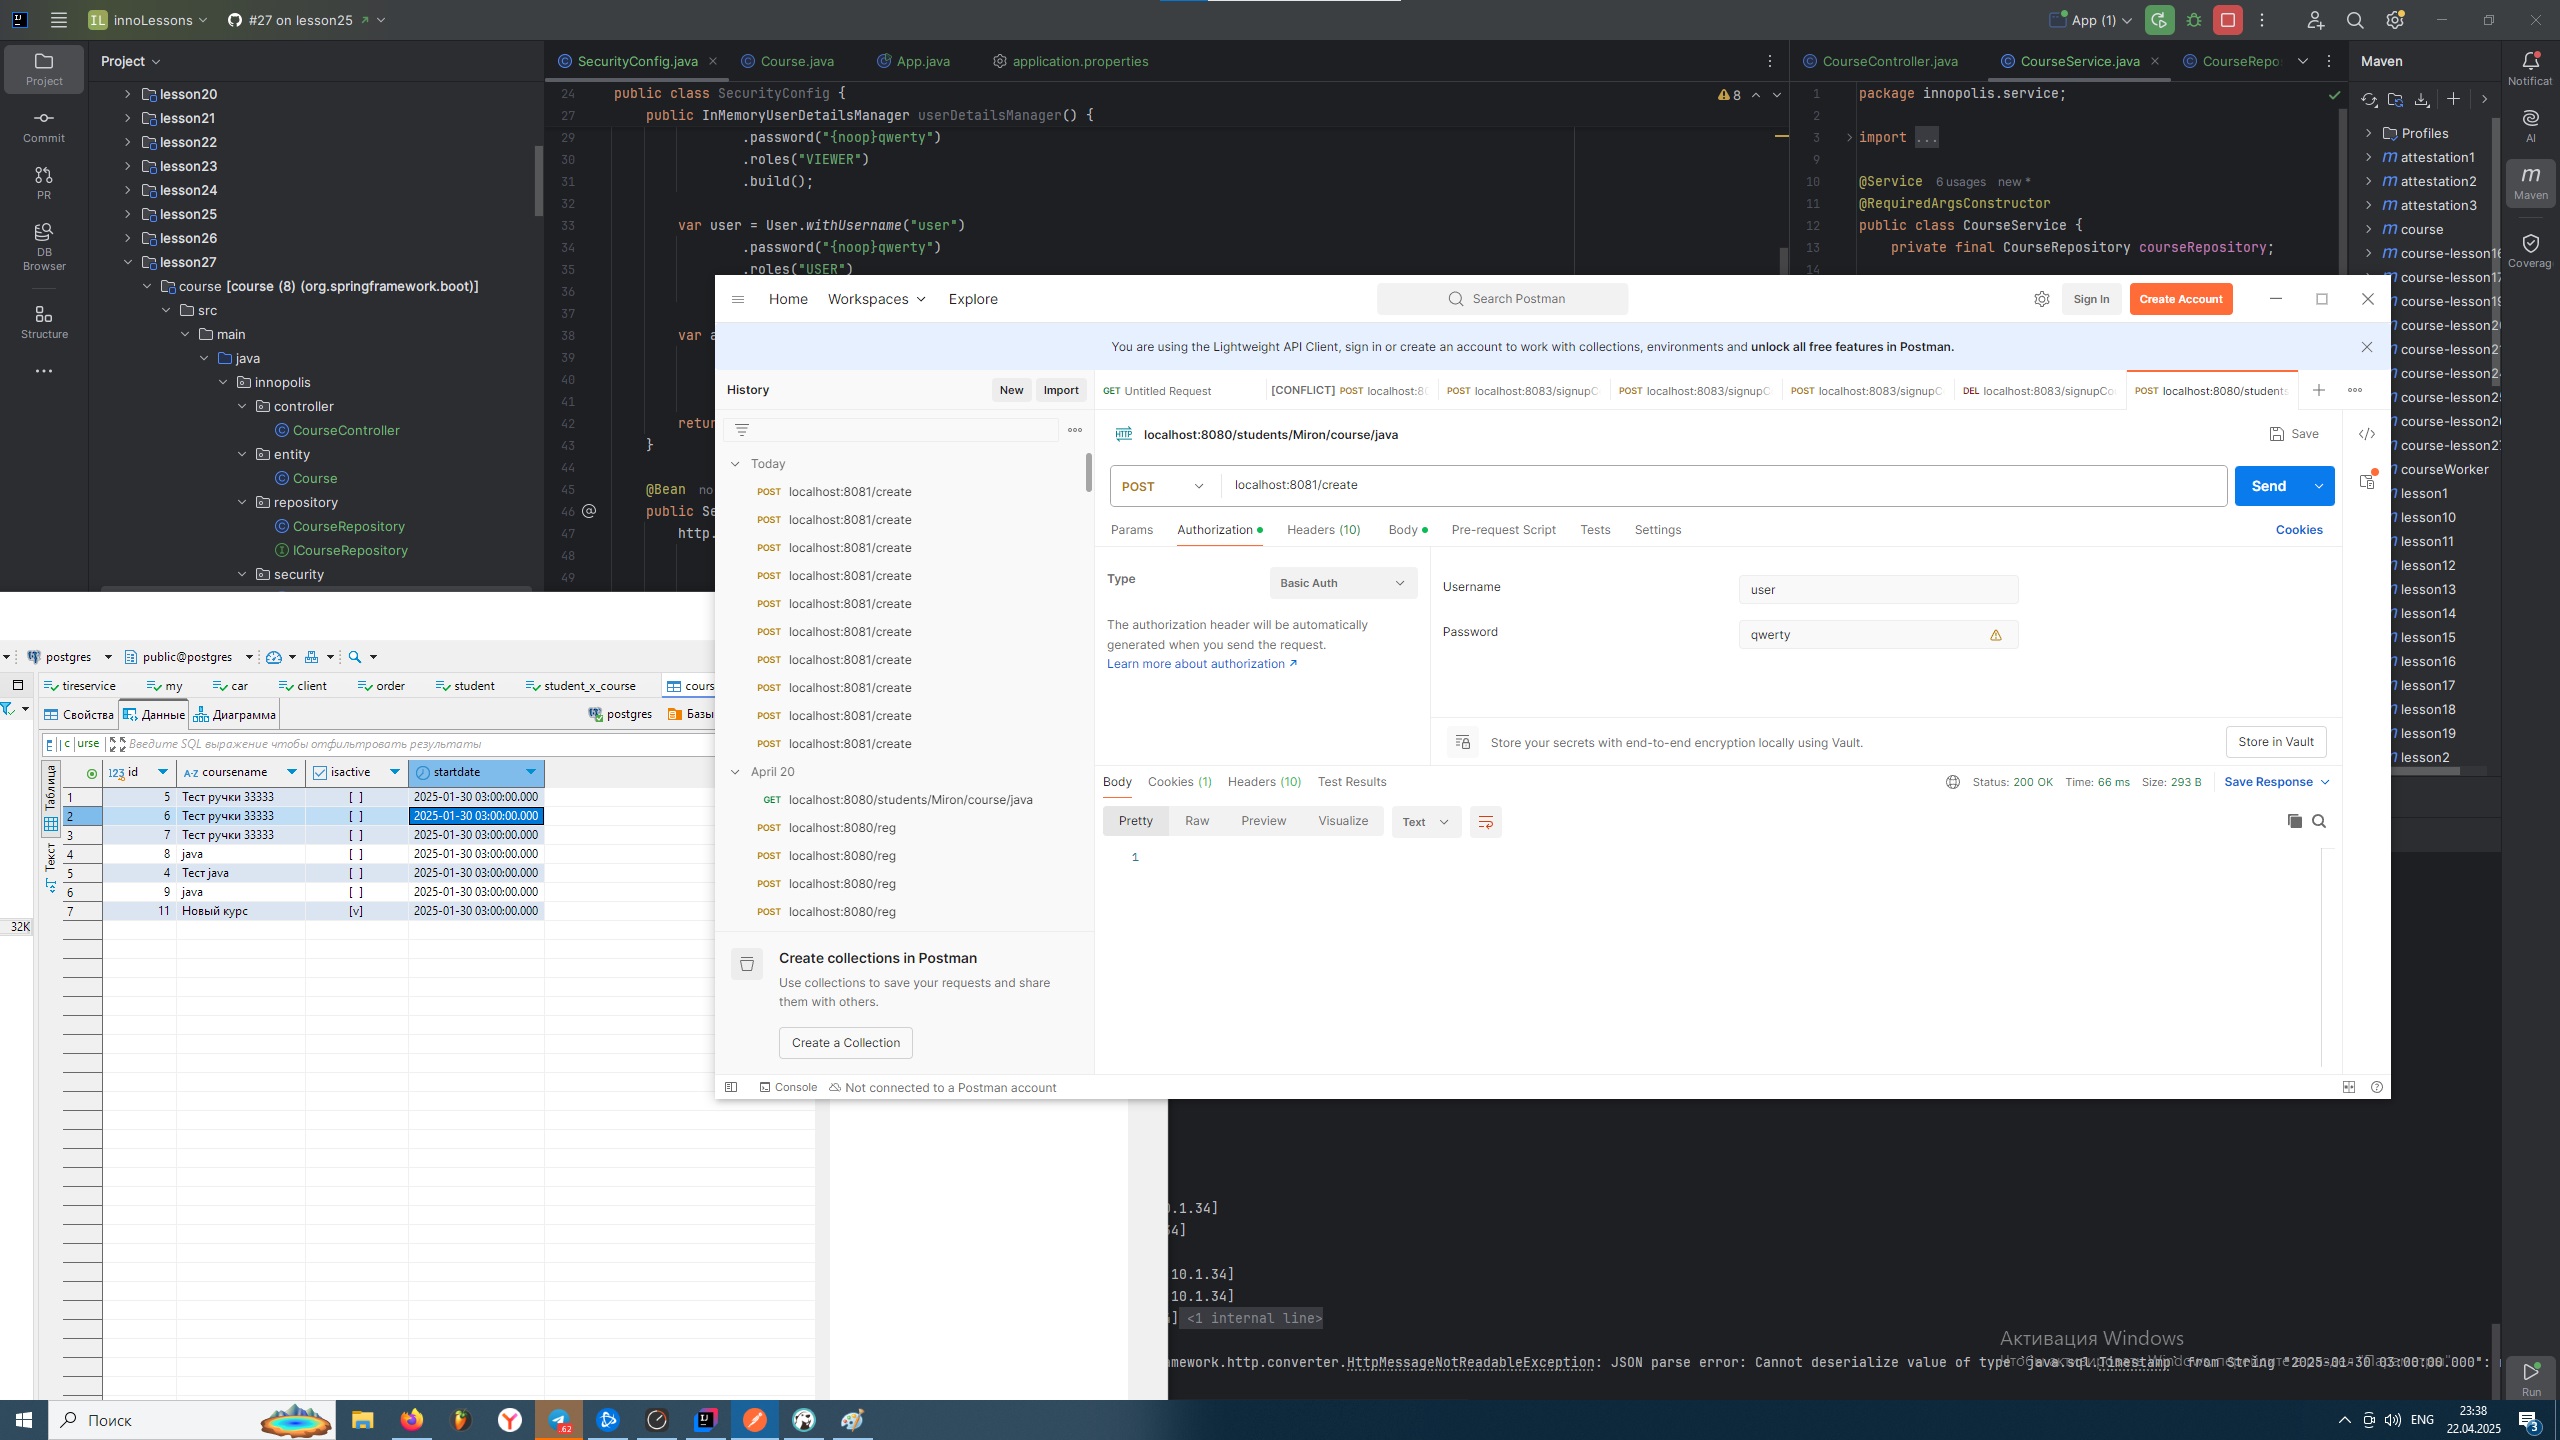 innoLessons
#27 on lesson25
App (1)
Project
Commit
PR
DB
Browser
Structure
Project
lesson20
lesson21
lesson22
lesson23
lesson24
lesson25
lesson26
lesson27
course [course (8) (org.springframework.boot)]
src
main
java
innopolis
controller
CourseController
entity
Course
repository
CourseRepository
ICourseRepository
security
SecurityConfig.java
Course.java
App.java
application.properties
8
24 public class SecurityConfig {
27 public InMemoryUserDetailsManager userDetailsManager() {
29 .password("{noop}qwerty")
30 .roles("VIEWER")
31 .build();
32
33 var user = User.withUsername("user")
34 .password("{noop}qwerty")
35 .roles("USER")
36
37
38 var a
39
40
41
42 retur
43 }
44
45 @Bean no
46 public Se
47 http.
48
49
CourseController.java
CourseService.java
CourseRepo
1 package innopolis.service;
2
3 import ...
9
10 @Service 6 usages new *
11 @RequiredArgsConstructor
12 public class CourseService {
13 private final CourseRepository courseRepository;
14
Maven
Profiles
attestation1
attestation2
attestation3
course
course-lesson16
course-lesson17
course-lesson19
course-lesson20
course-lesson2
course-lesson24
course-lesson25
course-lesson26
course-lesson27
courseWorker
lesson1
lesson10
lesson11
lesson12
lesson13
lesson14
lesson15
lesson16
lesson17
lesson18
lesson19
lesson2
Notificat
AI
Maven
Coverag
Run
Home
Workspaces
Explore
Search Postman
Sign In
Create Account
You are using the Lightweight API Client, sign in or create an account to work with collections, environments and unlock all free features in Postman.
History
New
Import
Today
POST localhost:8081/create
POST localhost:8081/create
POST localhost:8081/create
POST localhost:8081/create
POST localhost:8081/create
POST localhost:8081/create
POST localhost:8081/create
POST localhost:8081/create
POST localhost:8081/create
POST localhost:8081/create
April 20
GET localhost:8080/students/Miron/course/java
POST localhost:8080/reg
POST localhost:8080/reg
POST localhost:8080/reg
POST localhost:8080/reg
Create collections in Postman
Use collections to save your requests and share
them with others.
Create a Collection
GET Untitled Request
[CONFLICT] POST localhost:80
POST localhost:8083/signupC
POST localhost:8083/signupC
POST localhost:8083/signupC
DEL localhost:8083/signupCo
POST localhost:8080/students
HTTP localhost:8080/students/Miron/course/java
Save
POST localhost:8081/create
Send
Params
Authorization
Headers (10)
Body
Pre-request Script
Tests
Settings
Cookies
Type
Basic Auth
The authorization header will be automatically
generated when you send the request.
Learn more about authorization
Username
user
Password
qwerty
Store your secrets with end-to-end encryption locally using Vault.
Store in Vault
Body
Cookies (1)
Headers (10)
Test Results
Status: 200 OK Time: 66 ms Size: 293 B
Save Response
Pretty
Raw
Preview
Visualize
Text
1
Console
Not connected to a Postman account
postgres
public@postgres
tireservice
my
car
client
order
student
student_x_course
cours
Свойства
Данные
Диаграмма
postgres
Базы
urse
Введите SQL выражение чтобы отфильтровать результаты
Таблица
Текст
123 id A-Z coursename isactive startdate
1 5 Тест ручки 33333 [ ] 2025-01-30 03:00:00.000
2 6 Тест ручки 33333 [ ] 2025-01-30 03:00:00.000
3 7 Тест ручки 33333 [ ] 2025-01-30 03:00:00.000
4 8 java [ ] 2025-01-30 03:00:00.000
5 4 Тест java [ ] 2025-01-30 03:00:00.000
6 9 java [ ] 2025-01-30 03:00:00.000
7 11 Новый курс [v] 2025-01-30 03:00:00.000
32K
.1.34]
4]
10.1.34]
10.1.34]
] <1 internal line>
mework.http.converter.HttpMessageNotReadableException: JSON parse error: Cannot deserialize value of type `java.sql.Timestamp` from String "2025-01-30 03:00:00.000":
Активация Windows
Поиск
62
ENG
23:38
22.04.2025
3